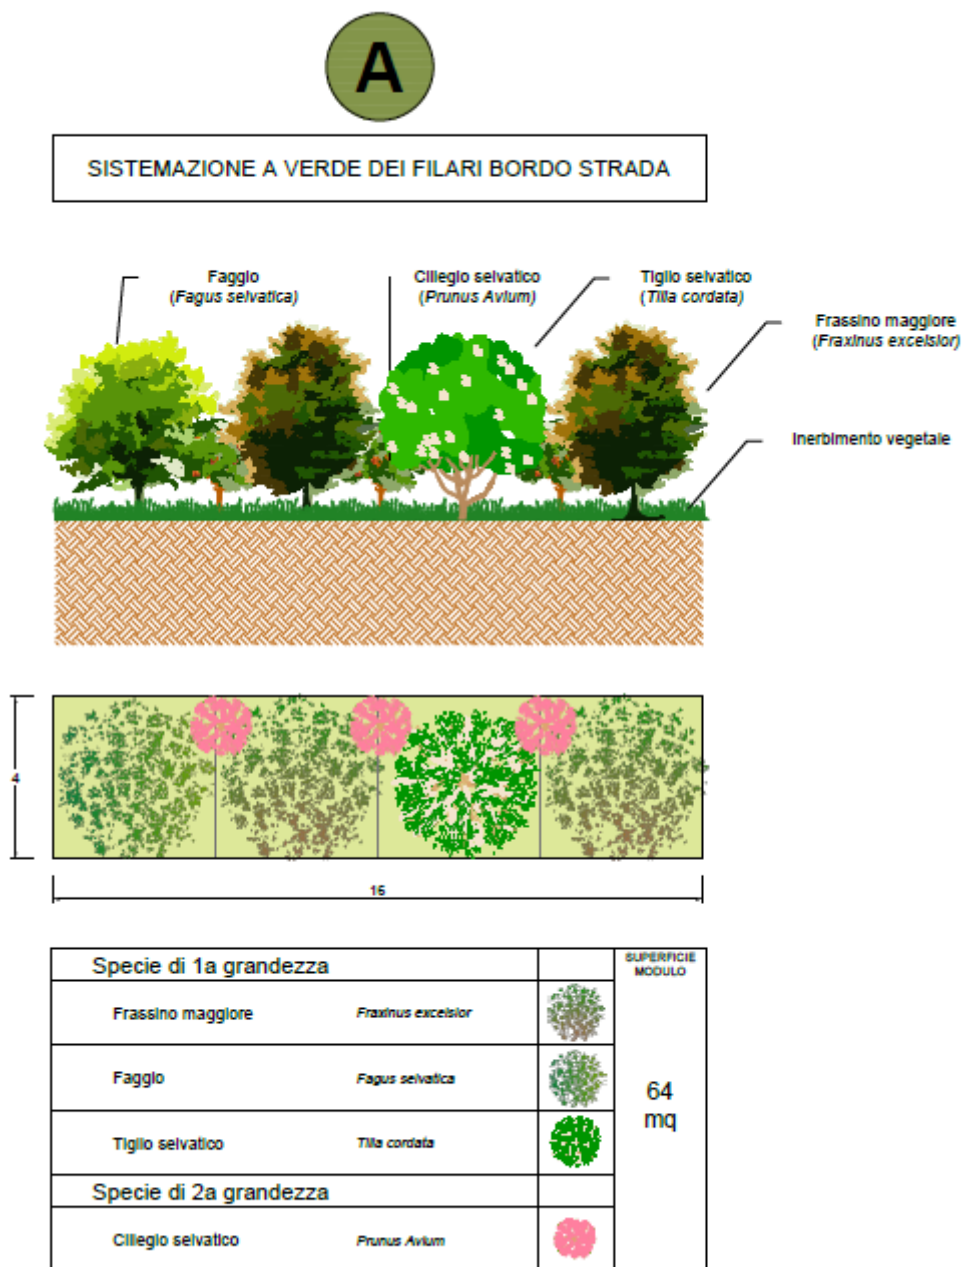 A
SISTEMAZIONE A VERDE DEI FILARI BORDO STRADA
Faggio
(Fagus selvatica)
Ciliegio selvatico
(Prunus Avium)
Tiglio selvatico
(Tilia cordata)
Frassino maggiore
(Fraxinus excelsior)
Inerbimento vegetale
4
16
Specie di 1a grandezza
SUPERFICIE
MODULO
Frassino maggiore Fraxinus excelsior
Faggio Fagus selvatica
64
mq
Tiglio selvatico Tilia cordata
Specie di 2a grandezza
Ciliegio selvatico Prunus Avium